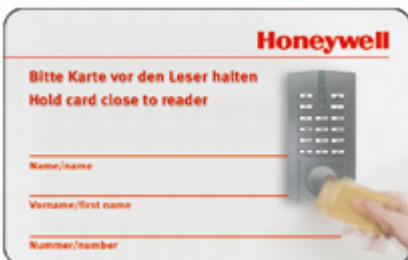 Honeywell
Bitte Karte vor den Leser halten
Hold card close to reader
Name/name
Vorname/first name
Nummer/number